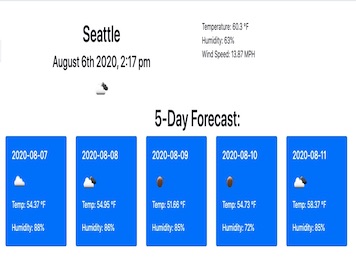 Seattle
August 6th 2020, 2:17 pm
Temperature: 60.3 °F
Humidity: 63%
Wind Speed: 13.87 MPH
5-Day Forecast:
2020-08-07
Temp: 54.37 °F
Humidity: 88%
2020-08-08
Temp: 54.95 °F
Humidity: 86%
2020-08-09
Temp: 51.66 °F
Humidity: 85%
2020-08-10
Temp: 54.73 °F
Humidity: 72%
2020-08-11
Temp: 58.37 °F
Humidity: 85%